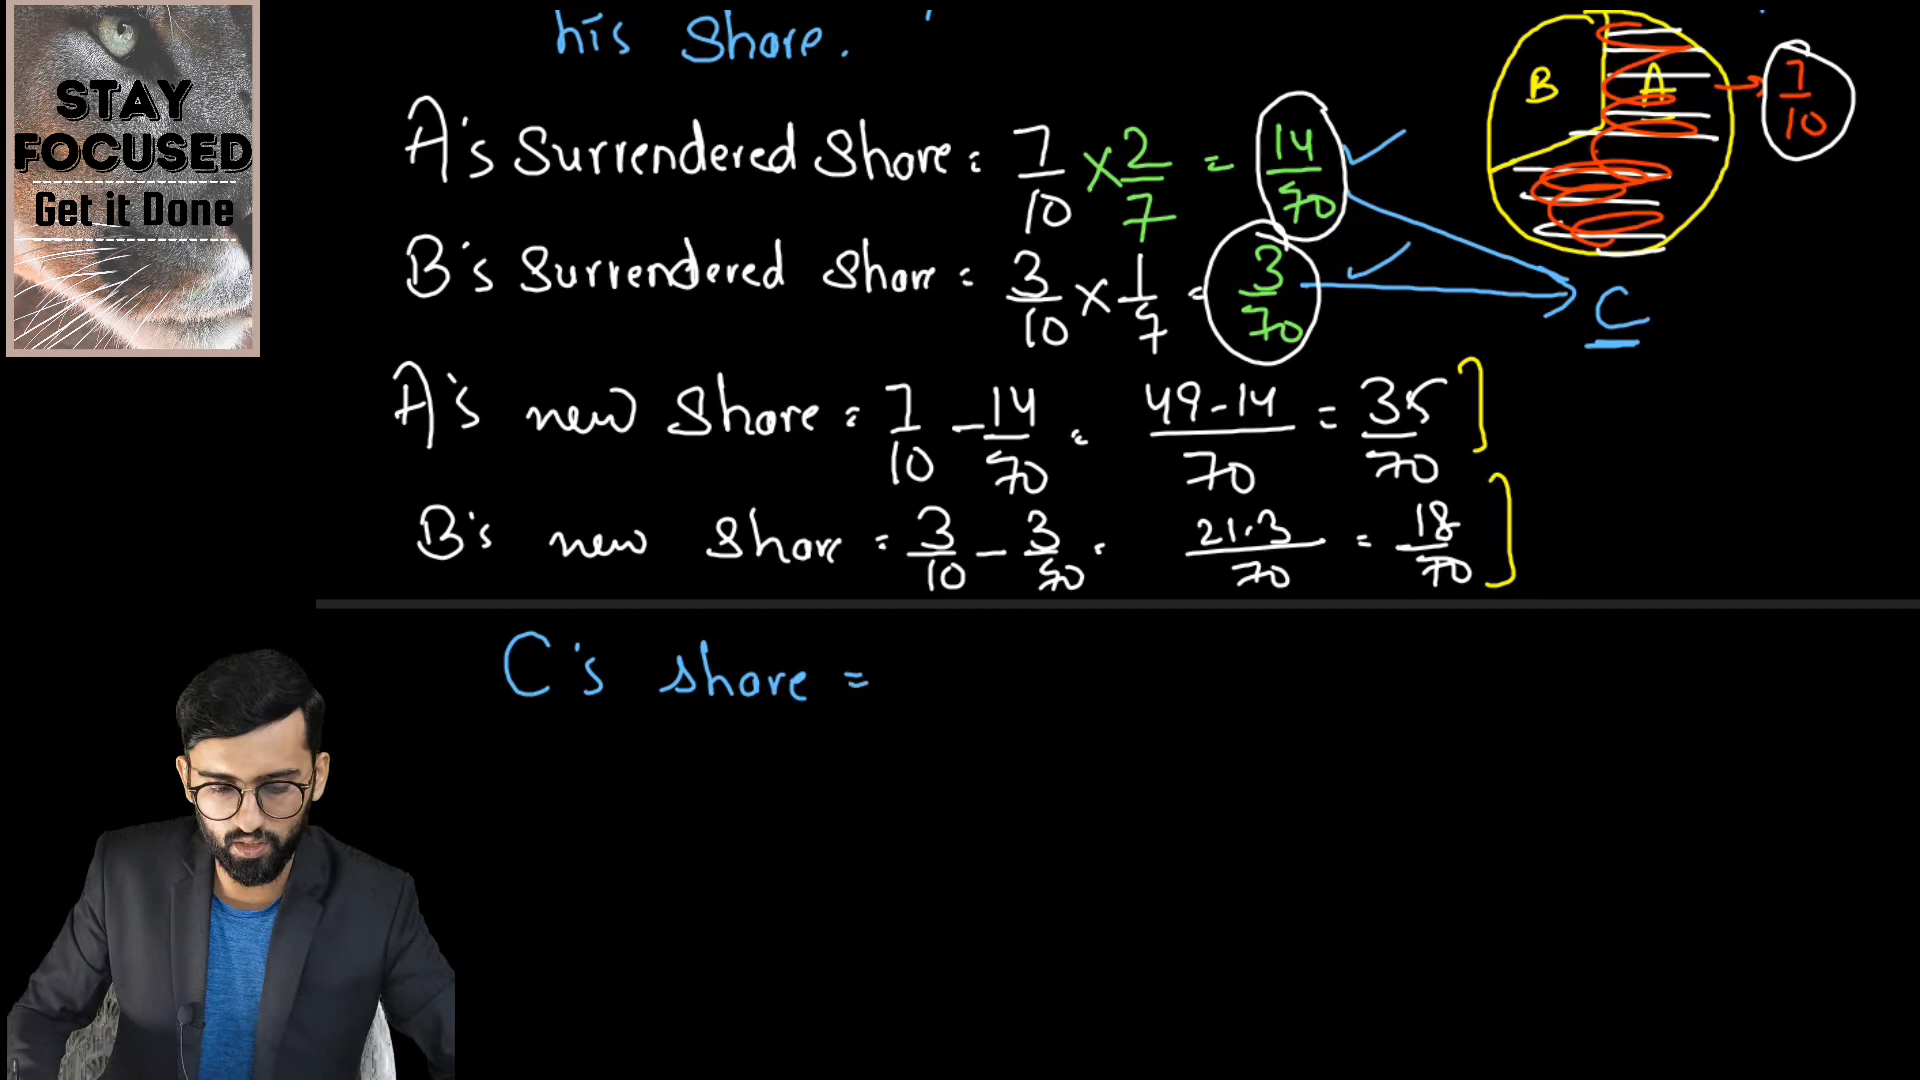 STAY
FOCUSED
Get it Done
his share.
B A 7/10
A's Surrendered Share = 7/10 × 2/7 = 14/70
B's Surrendered Share = 3/10 × 1/7 = 3/70
C
A's new share = 7/10 - 14/70 = 49-14/70 = 35/70
B's new share = 3/10 - 3/70 = 21-3/70 = 18/70
C's share =